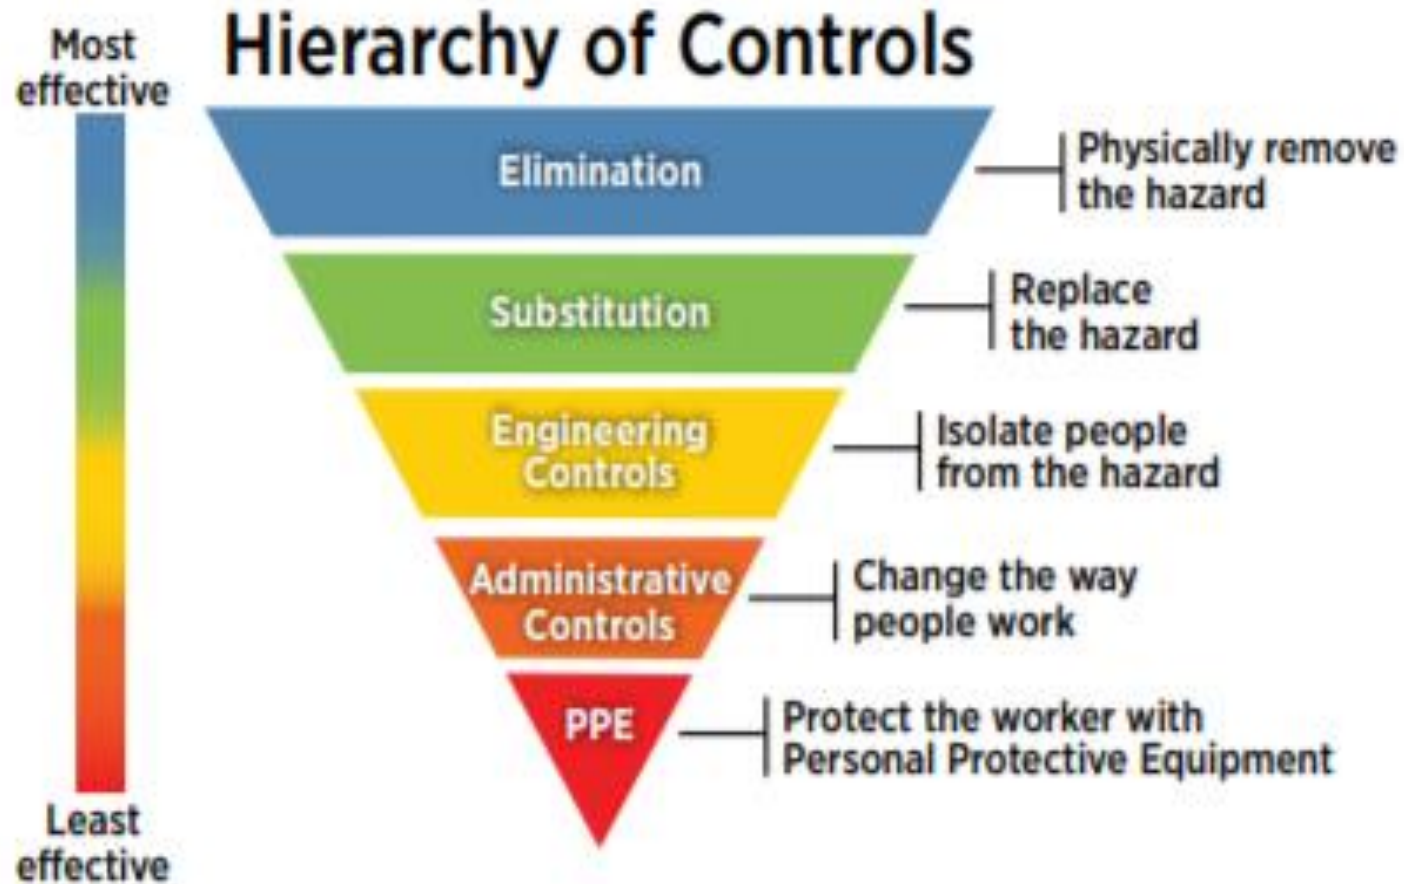 Hierarchy of Controls
Most
effective
Elimination
Physically remove
the hazard
Substitution
Replace
the hazard
Engineering
Controls
Isolate people
from the hazard
Administrative
Controls
Change the way
people work
PPE
Protect the worker with
Personal Protective Equipment
Least
effective